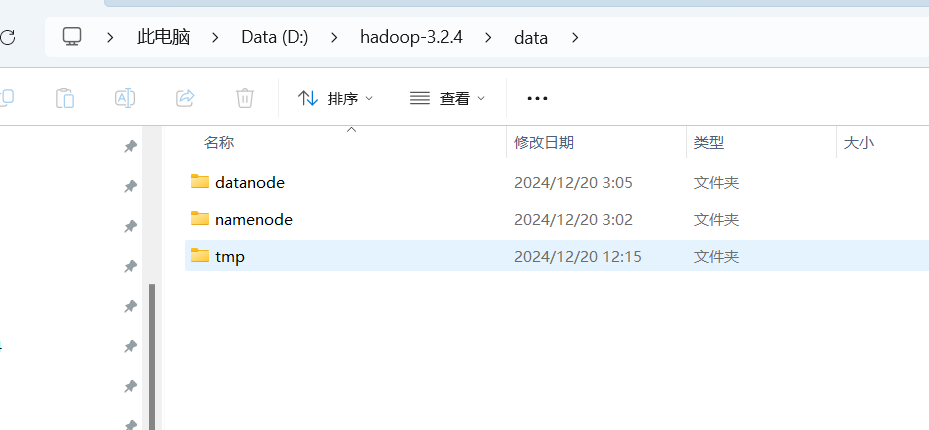 此电脑 > Data (D:) > hadoop-3.2.4 > data >
排序 查看 •••
名称 修改日期 类型 大小
datanode 2024/12/20 3:05 文件夹
namenode 2024/12/20 3:02 文件夹
tmp 2024/12/20 12:15 文件夹